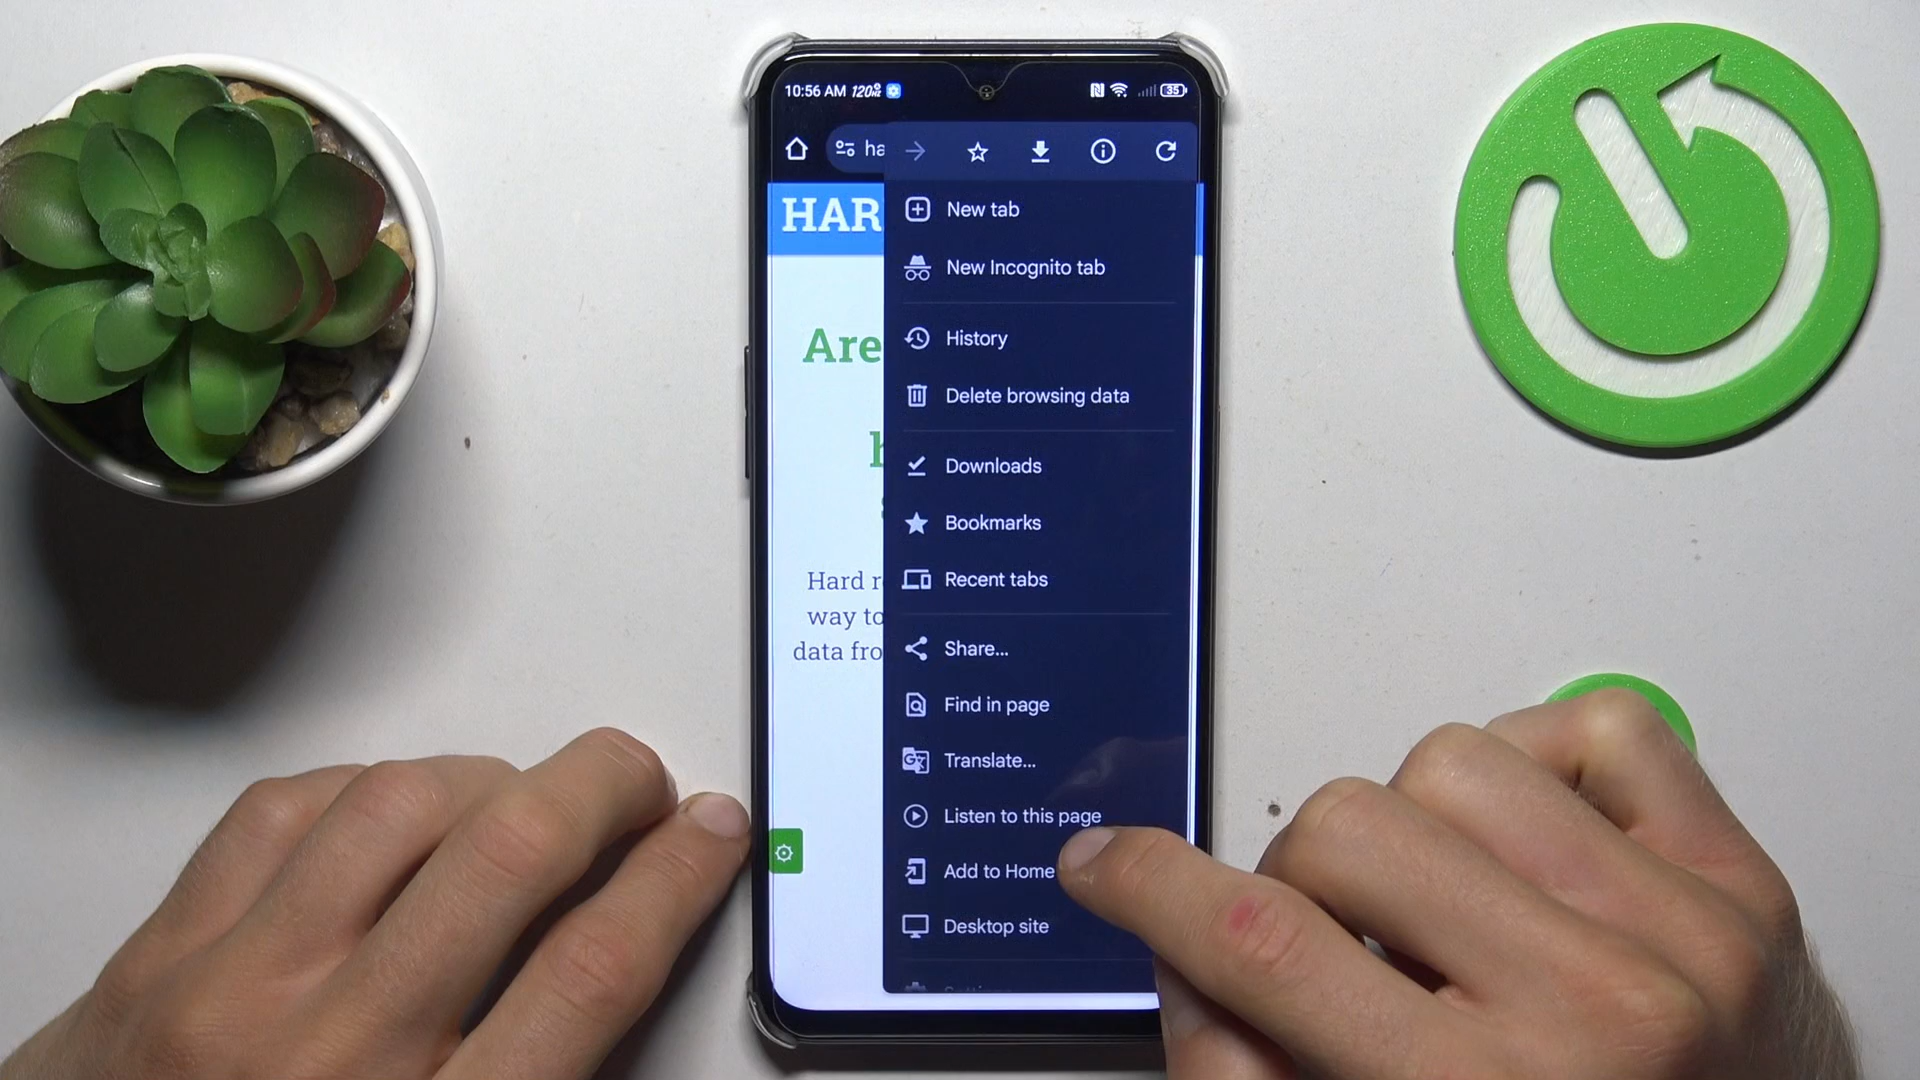 10:56 AM 120Hz
35
ha
HAR
New tab
New Incognito tab
Are
History
Delete browsing data
h
Downloads
Bookmarks
Hard r
Recent tabs
way to
data fro
Share...
Find in page
Translate...
Listen to this page
Add to Home
Desktop site